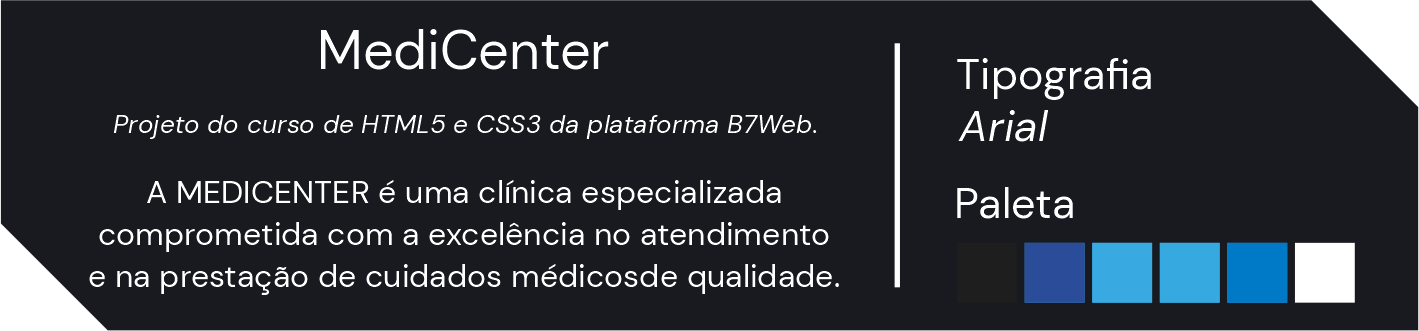 MediCenter
Projeto do curso de HTML5 e CSS3 da plataforma B7Web.
A MEDICENTER é uma clínica especializada
comprometida com a excelência no atendimento
e na prestação de cuidados médicosde qualidade.
Tipografia
Arial
Paleta